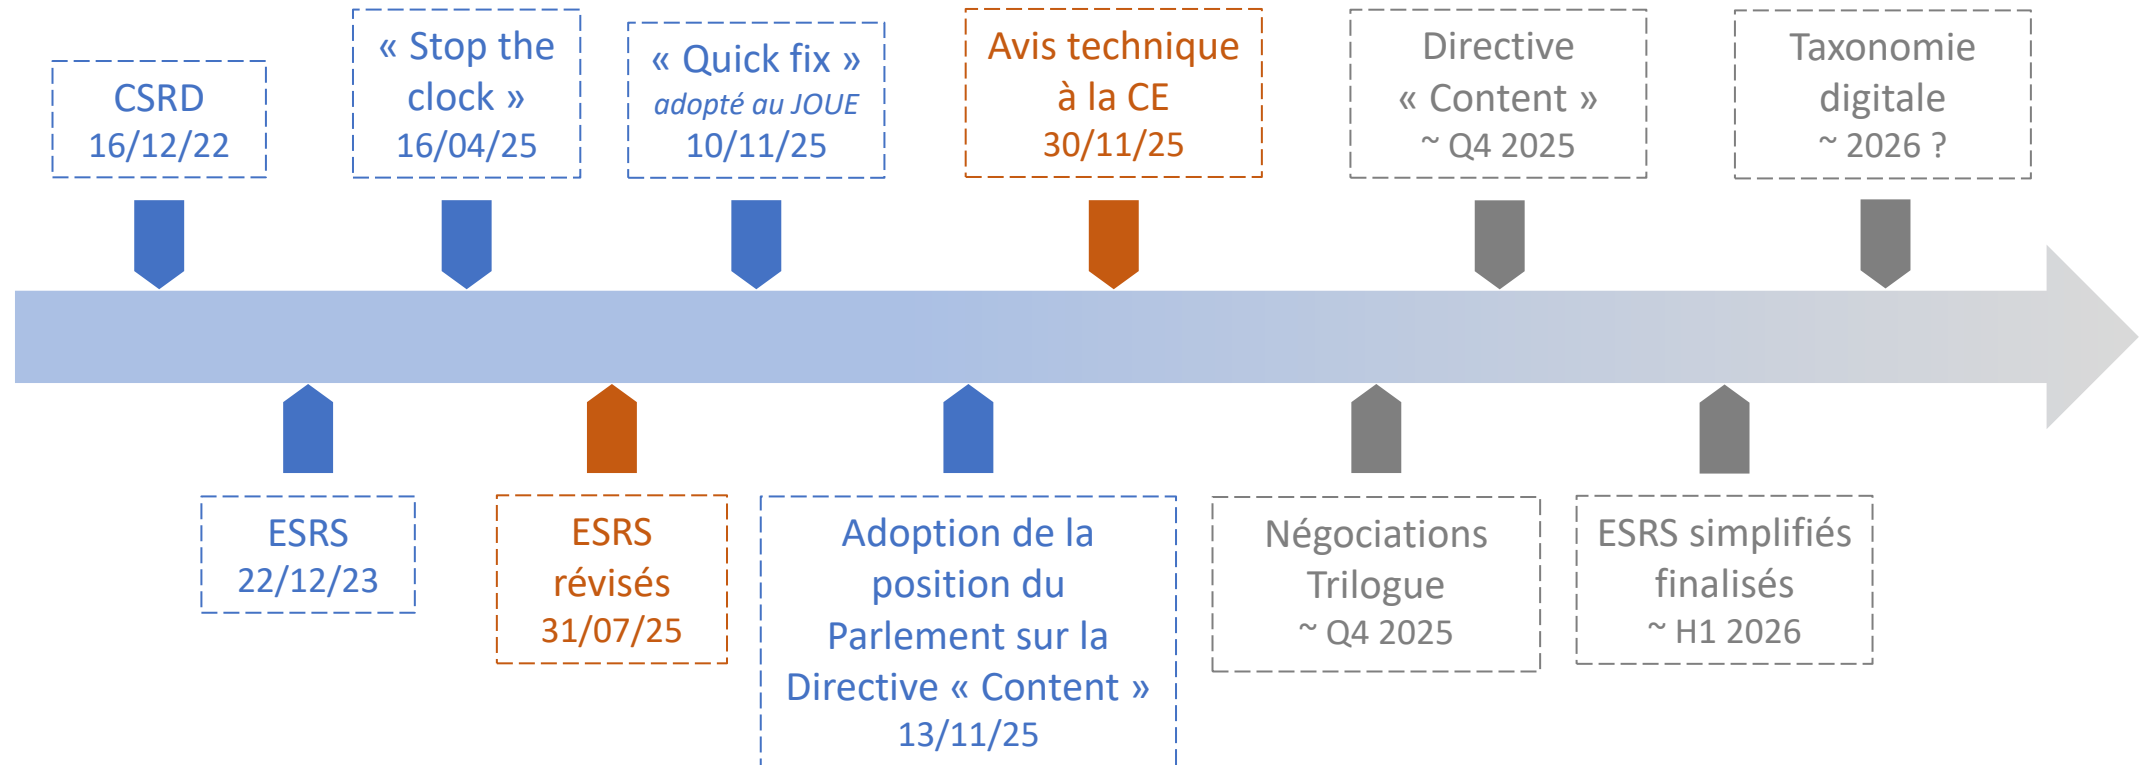 CSRD
16/12/22
« Stop the
clock »
16/04/25
« Quick fix »
adopté au JOUE
10/11/25
Avis technique
à la CE
30/11/25
Directive
« Content »
~ Q4 2025
Taxonomie
digitale
~ 2026 ?
ESRS
22/12/23
ESRS
révisés
31/07/25
Adoption de la
position du
Parlement sur la
Directive « Content »
13/11/25
Négociations
Trilogue
~ Q4 2025
ESRS simplifiés
finalisés
~ H1 2026